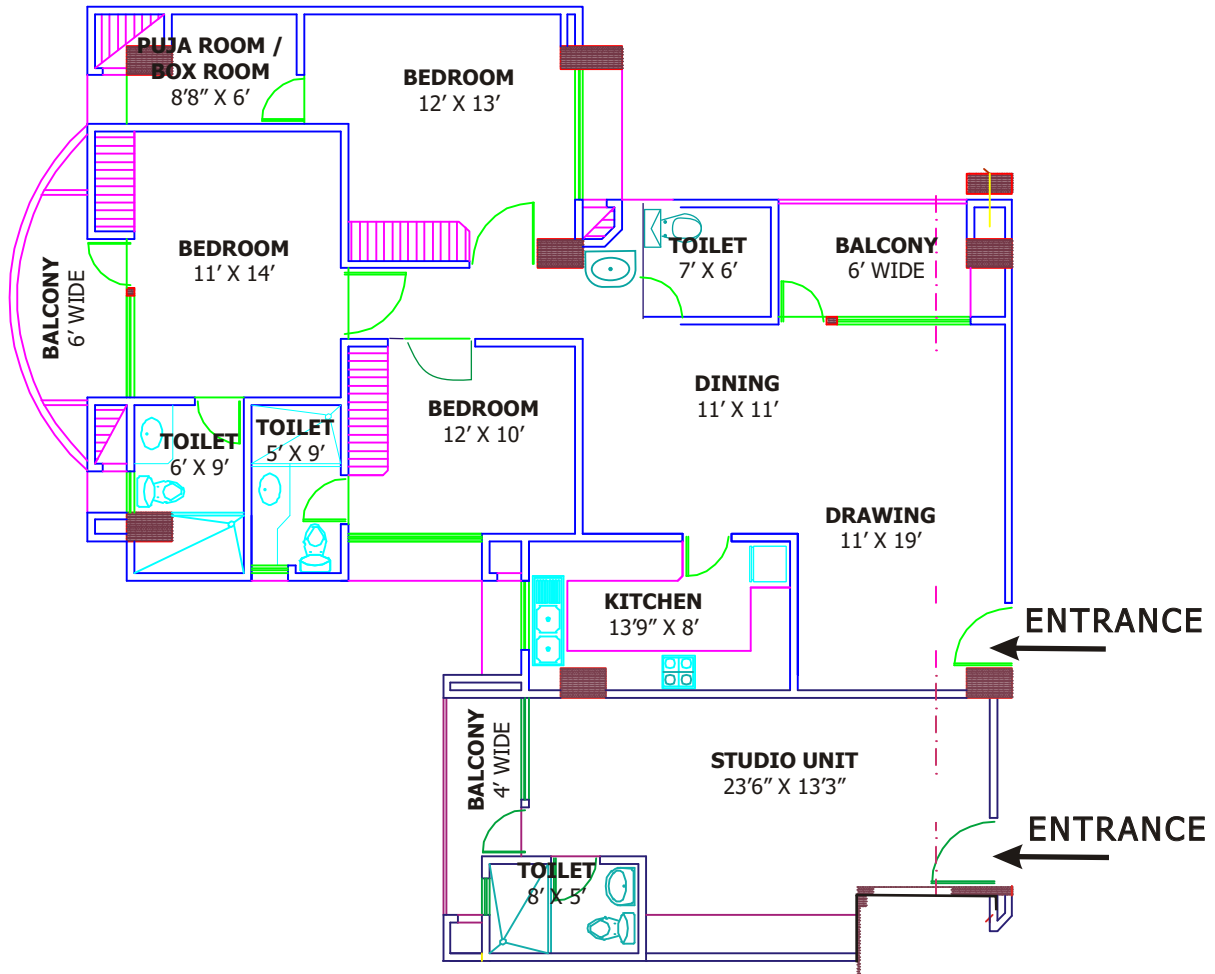 PUJA ROOM /
BOX ROOM
8'8" X 6'
BEDROOM
12' X 13'
BEDROOM
11' X 14'
BALCONY
6' WIDE
TOILET
7' X 6'
BALCONY
6' WIDE
DINING
11' X 11'
BEDROOM
12' X 10'
TOILET
6' X 9'
TOILET
5' X 9'
DRAWING
11' X 19'
KITCHEN
13'9" X 8'
ENTRANCE
BALCONY
4' WIDE
STUDIO UNIT
23'6" X 13'3"
ENTRANCE
TOILET
8' X 5'